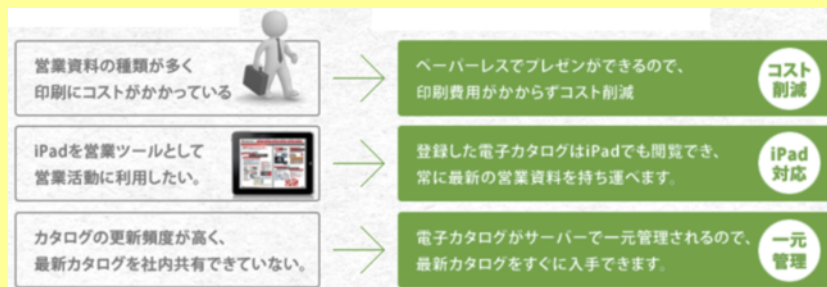 営業資料の種類が多く
印刷にコストがかかっている
ペーパーレスでプレゼンができるので、
印刷費用がかからずコスト削減
コスト
削減
iPadを営業ツールとして
営業活動に利用したい。
登録した電子カタログはiPadでも閲覧でき、
常に最新の営業資料を持ち運べます。
iPad
対応
カタログの更新頻度が高く、
最新カタログを社内共有できていない。
電子カタログがサーバーで一元管理されるので、
最新カタログをすぐに入手できます。
一元
管理